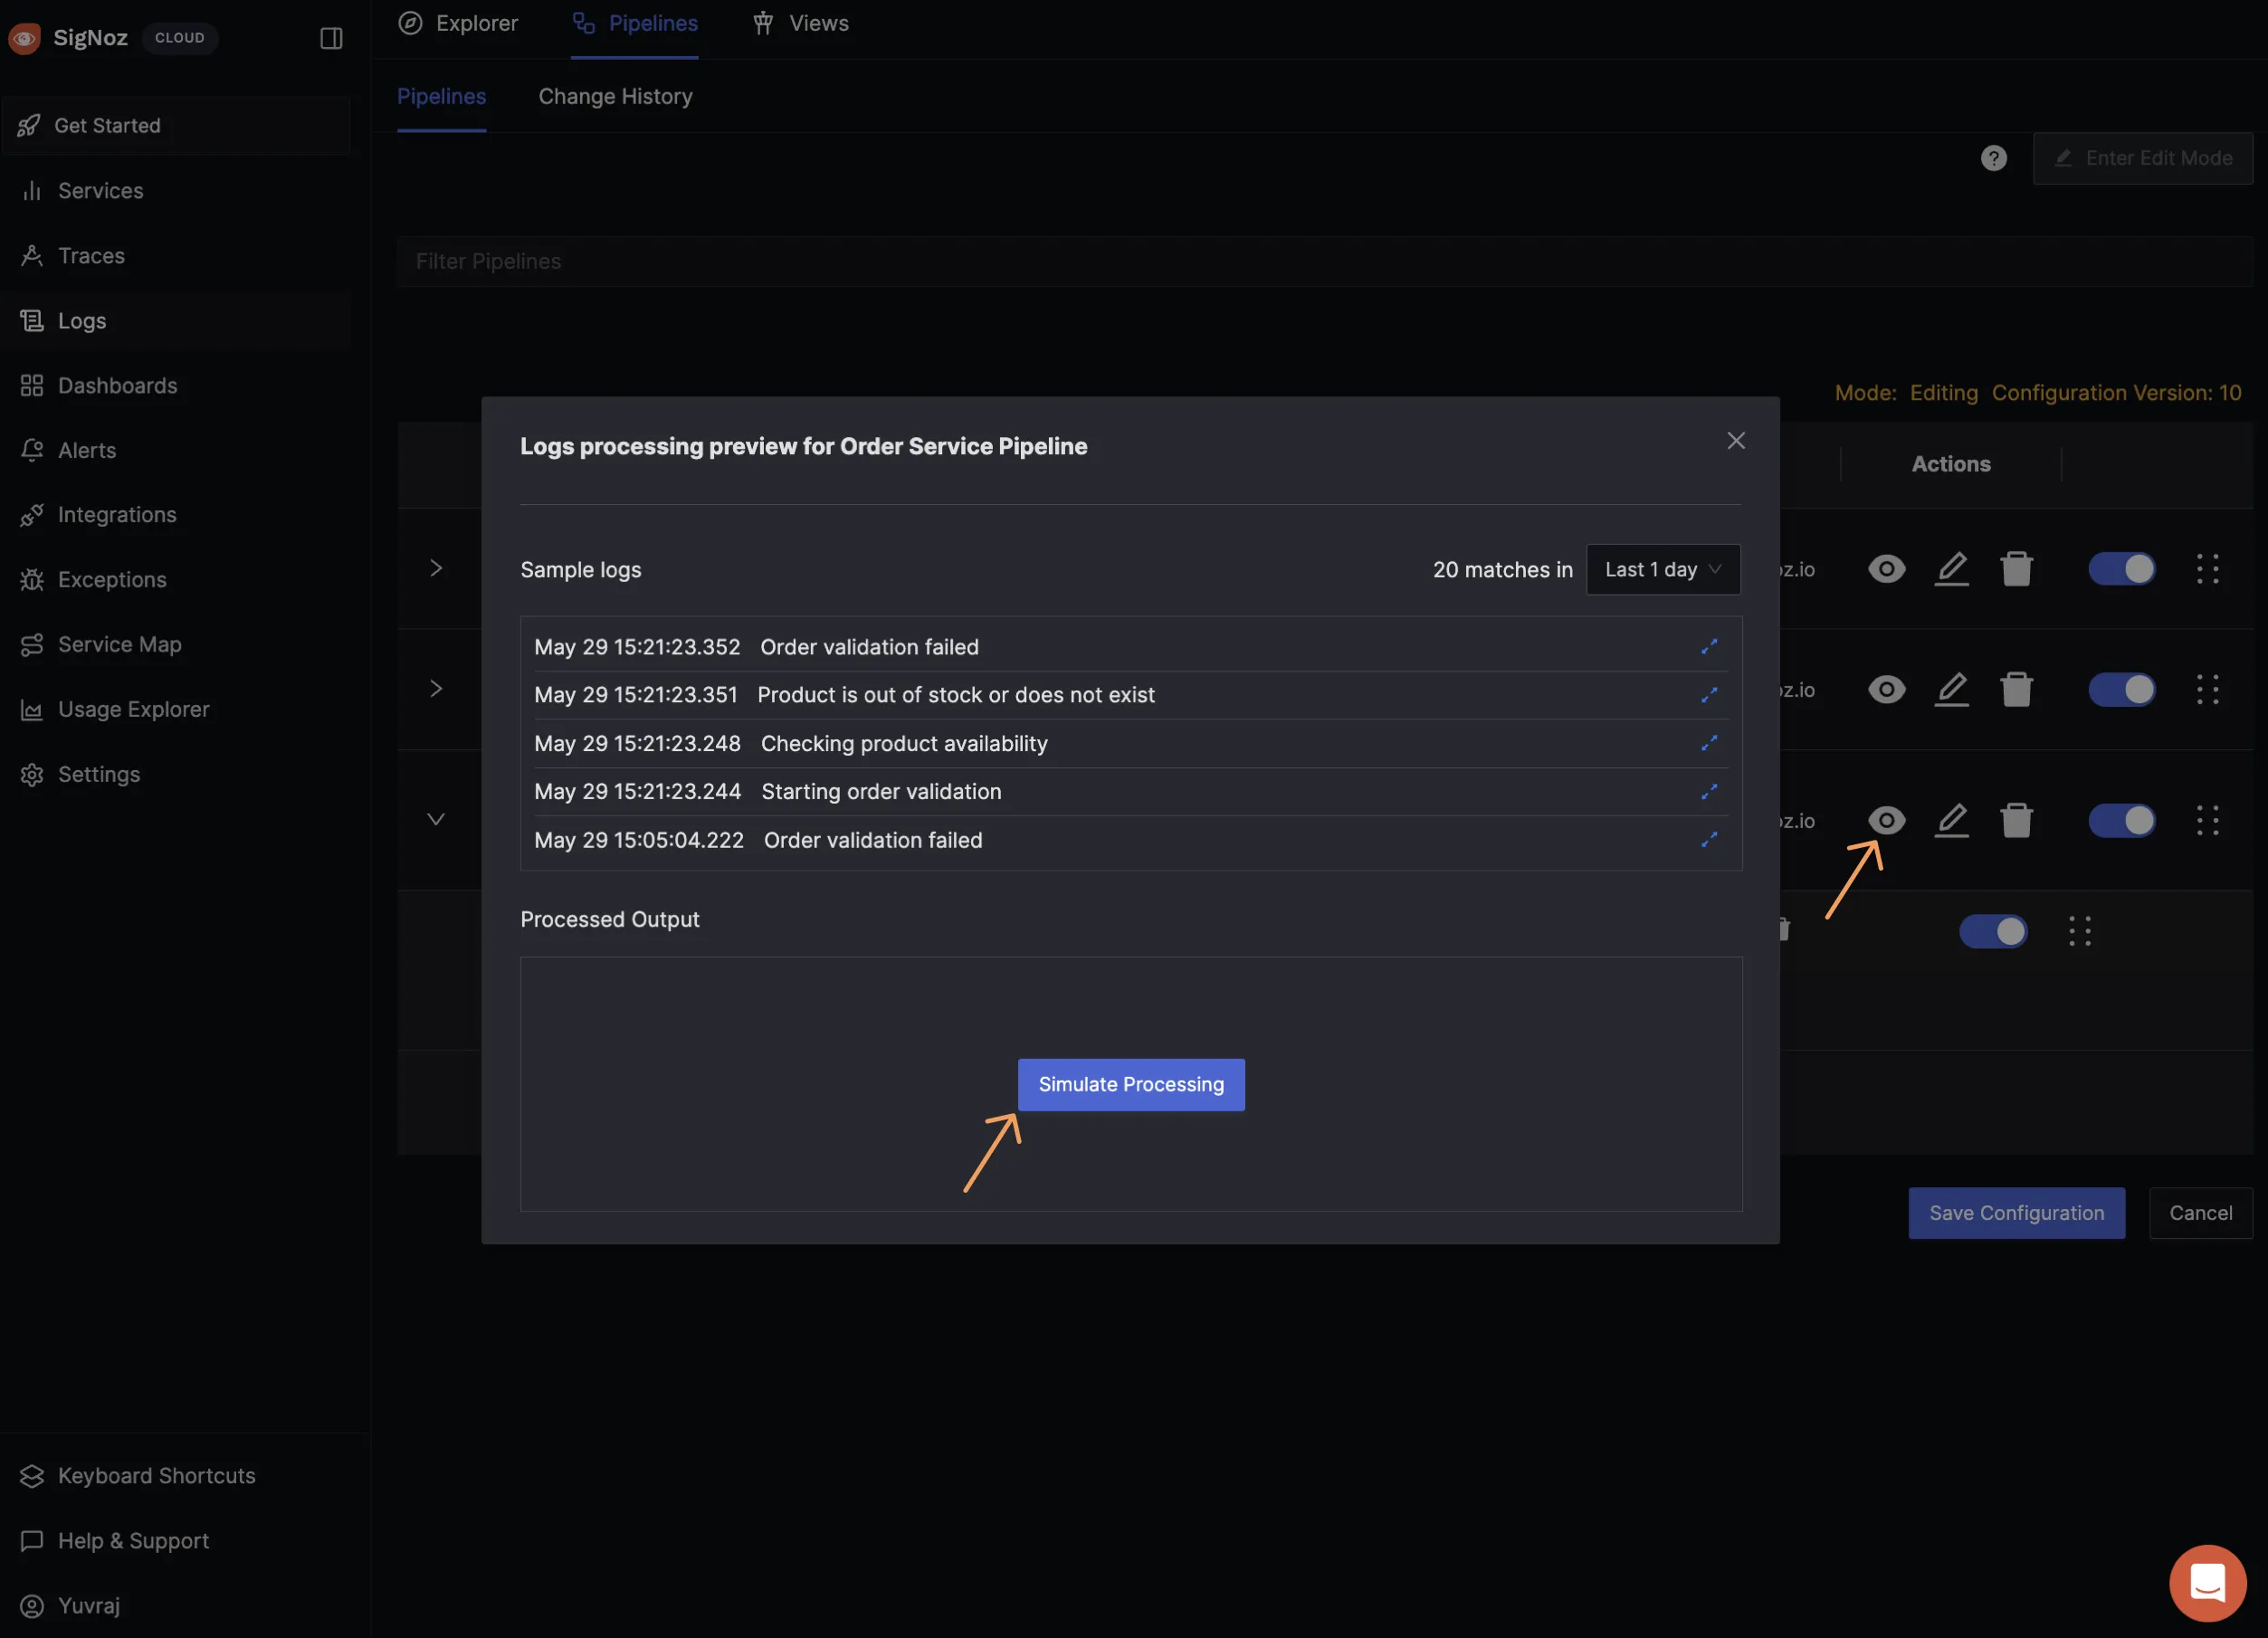 SigNoz CLOUD
Get Started
Services
Traces
Logs
Dashboards
Alerts
Integrations
Exceptions
Service Map
Usage Explorer
Settings
Keyboard Shortcuts
Help & Support
Yuvraj
Explorer Pipelines Views
Pipelines Change History
? Enter Edit Mode
Filter Pipelines
Mode: Editing Configuration Version: 10
Actions
z.io
z.io
z.io
Logs processing preview for Order Service Pipeline
Sample logs 20 matches in Last 1 day
May 29 15:21:23.352 Order validation failed
May 29 15:21:23.351 Product is out of stock or does not exist
May 29 15:21:23.248 Checking product availability
May 29 15:21:23.244 Starting order validation
May 29 15:05:04.222 Order validation failed
Processed Output
Simulate Processing
Save Configuration Cancel